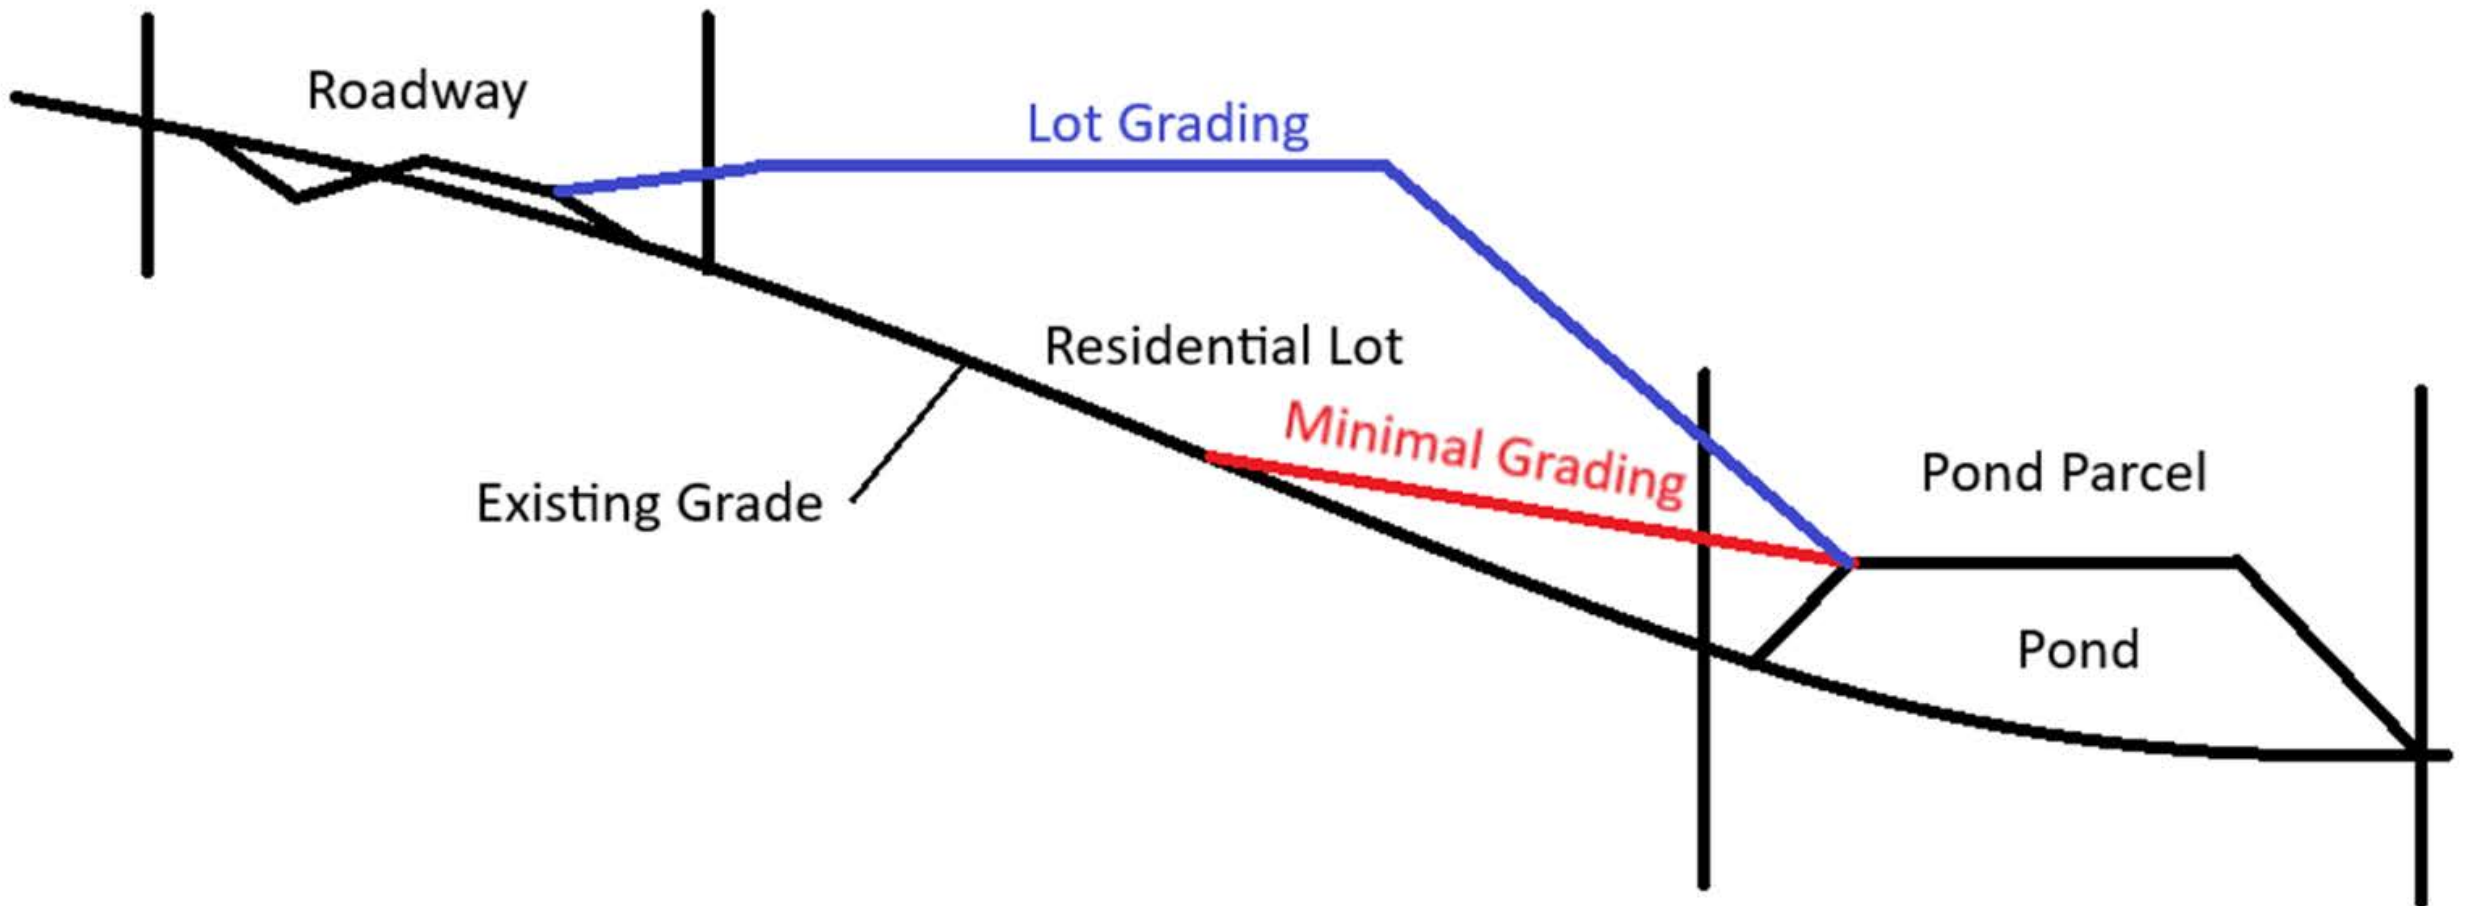 Roadway
Lot Grading
Residential Lot
Minimal Grading
Existing Grade
Pond Parcel
Pond